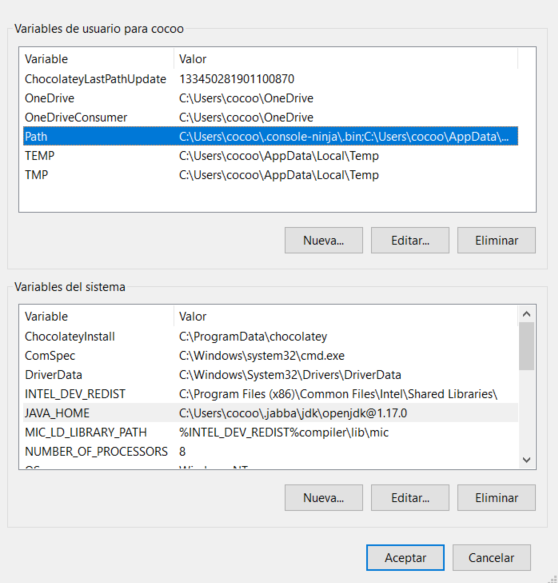 Variables de usuario para cocoo
Variable Valor
ChocolateyLastPathUpdate 133450281901100870
OneDrive C:\Users\cocoo\OneDrive
OneDriveConsumer C:\Users\cocoo\OneDrive
Path C:\Users\cocoo\.console-ninja\.bin;C:\Users\cocoo\AppData\...
TEMP C:\Users\cocoo\AppData\Local\Temp
TMP C:\Users\cocoo\AppData\Local\Temp
Nueva... Editar... Eliminar
Variables del sistema
Variable Valor
ChocolateyInstall C:\ProgramData\chocolatey
ComSpec C:\Windows\system32\cmd.exe
DriverData C:\Windows\System32\Drivers\DriverData
INTEL_DEV_REDIST C:\Program Files (x86)\Common Files\Intel\Shared Libraries\
JAVA_HOME C:\Users\cocoo\.jabba\jdk\openjdk@1.17.0
MIC_LD_LIBRARY_PATH %INTEL_DEV_REDIST%compiler\lib\mic
NUMBER_OF_PROCESSORS 8
Nueva... Editar... Eliminar
Aceptar Cancelar